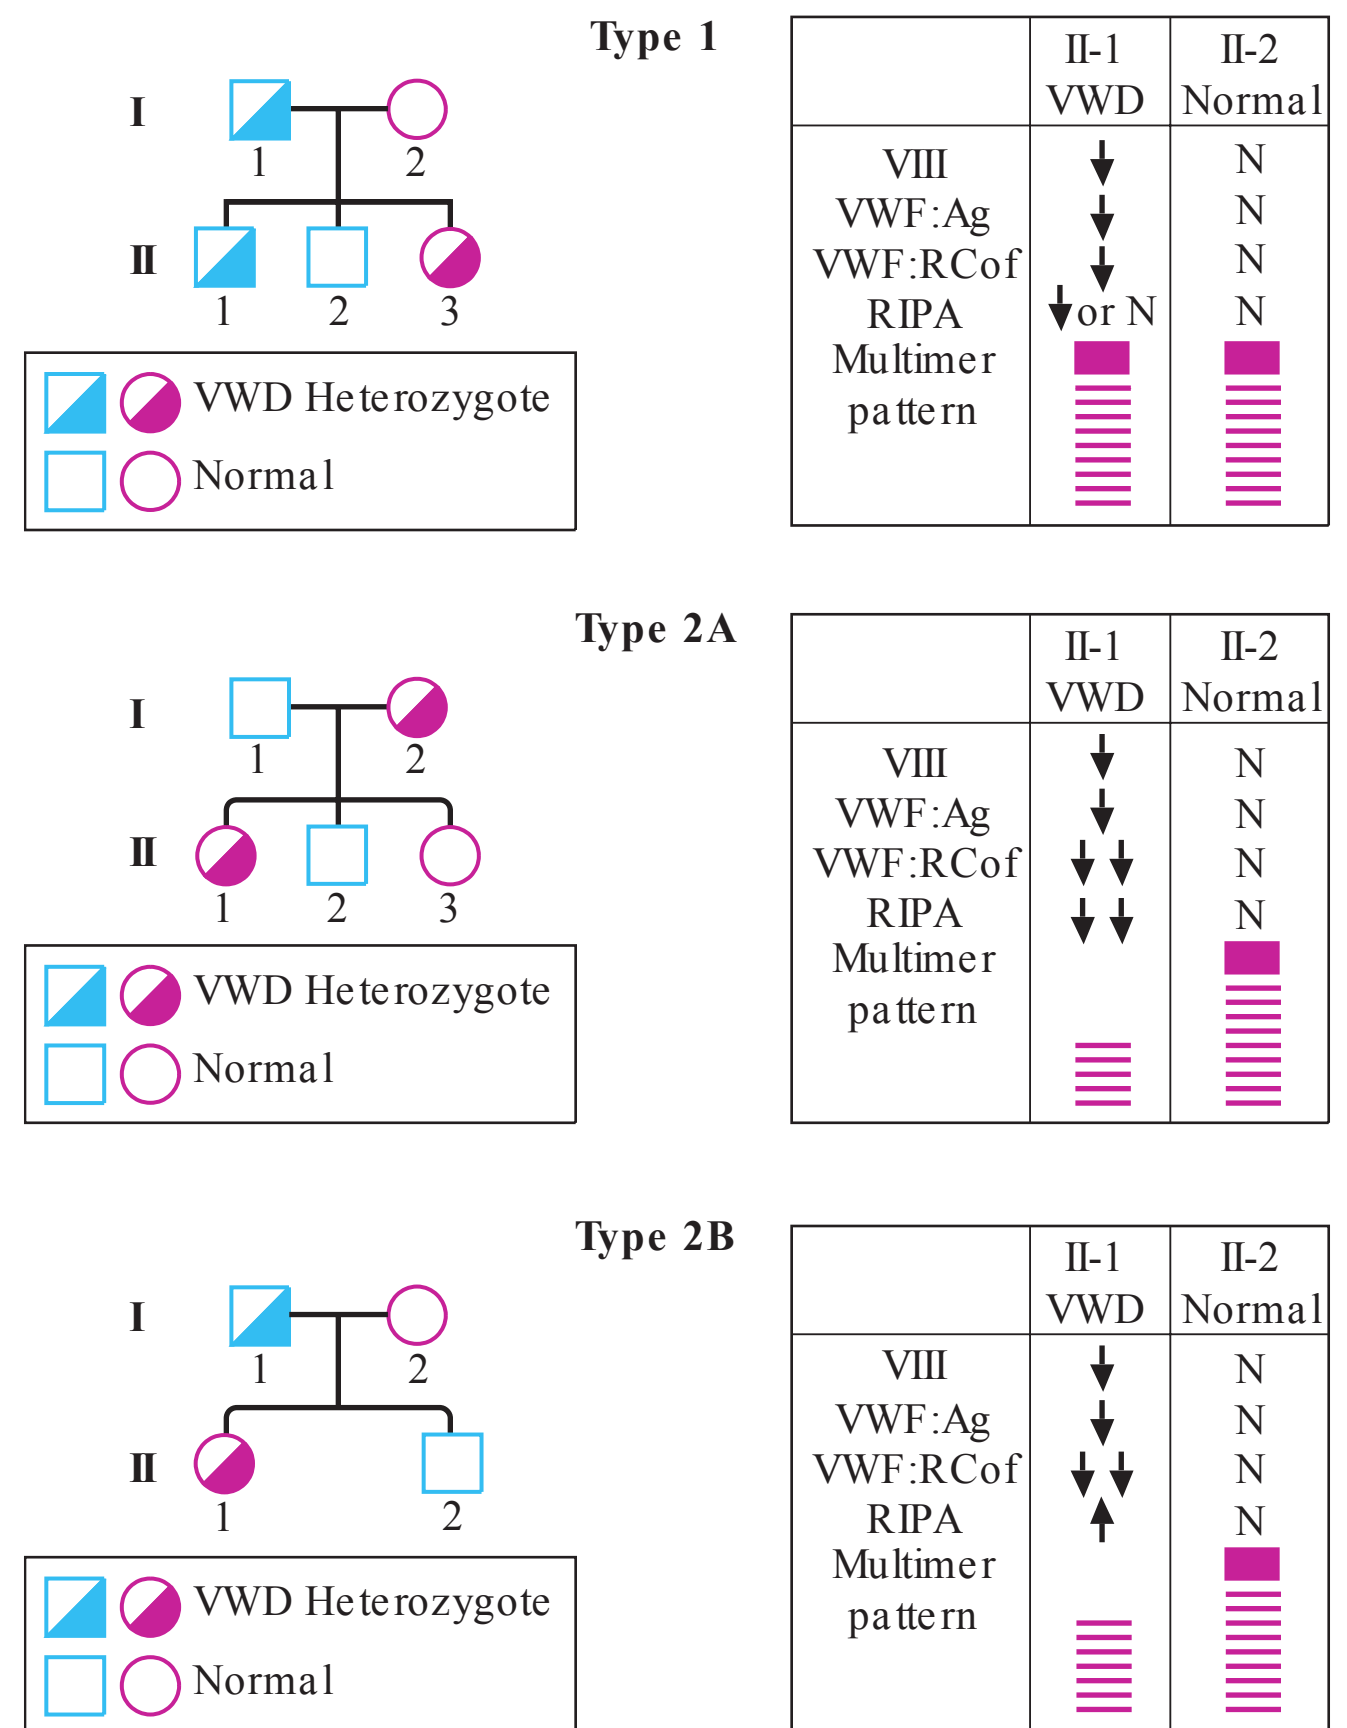 Type 1
I
1 2
II
1 2 3
VWD Heterozygote
Normal
II-1 II-2
VWD Normal
VIII N
VWF:Ag N
VWF:RCof N
RIPA or N N
Multimer
pattern
Type 2A
I
1 2
II
1 2 3
VWD Heterozygote
Normal
II-1 II-2
VWD Normal
VIII N
VWF:Ag N
VWF:RCof N
RIPA N
Multimer
pattern
Type 2B
I
1 2
II
1 2
VWD Heterozygote
Normal
II-1 II-2
VWD Normal
VIII N
VWF:Ag N
VWF:RCof N
RIPA N
Multimer
pattern